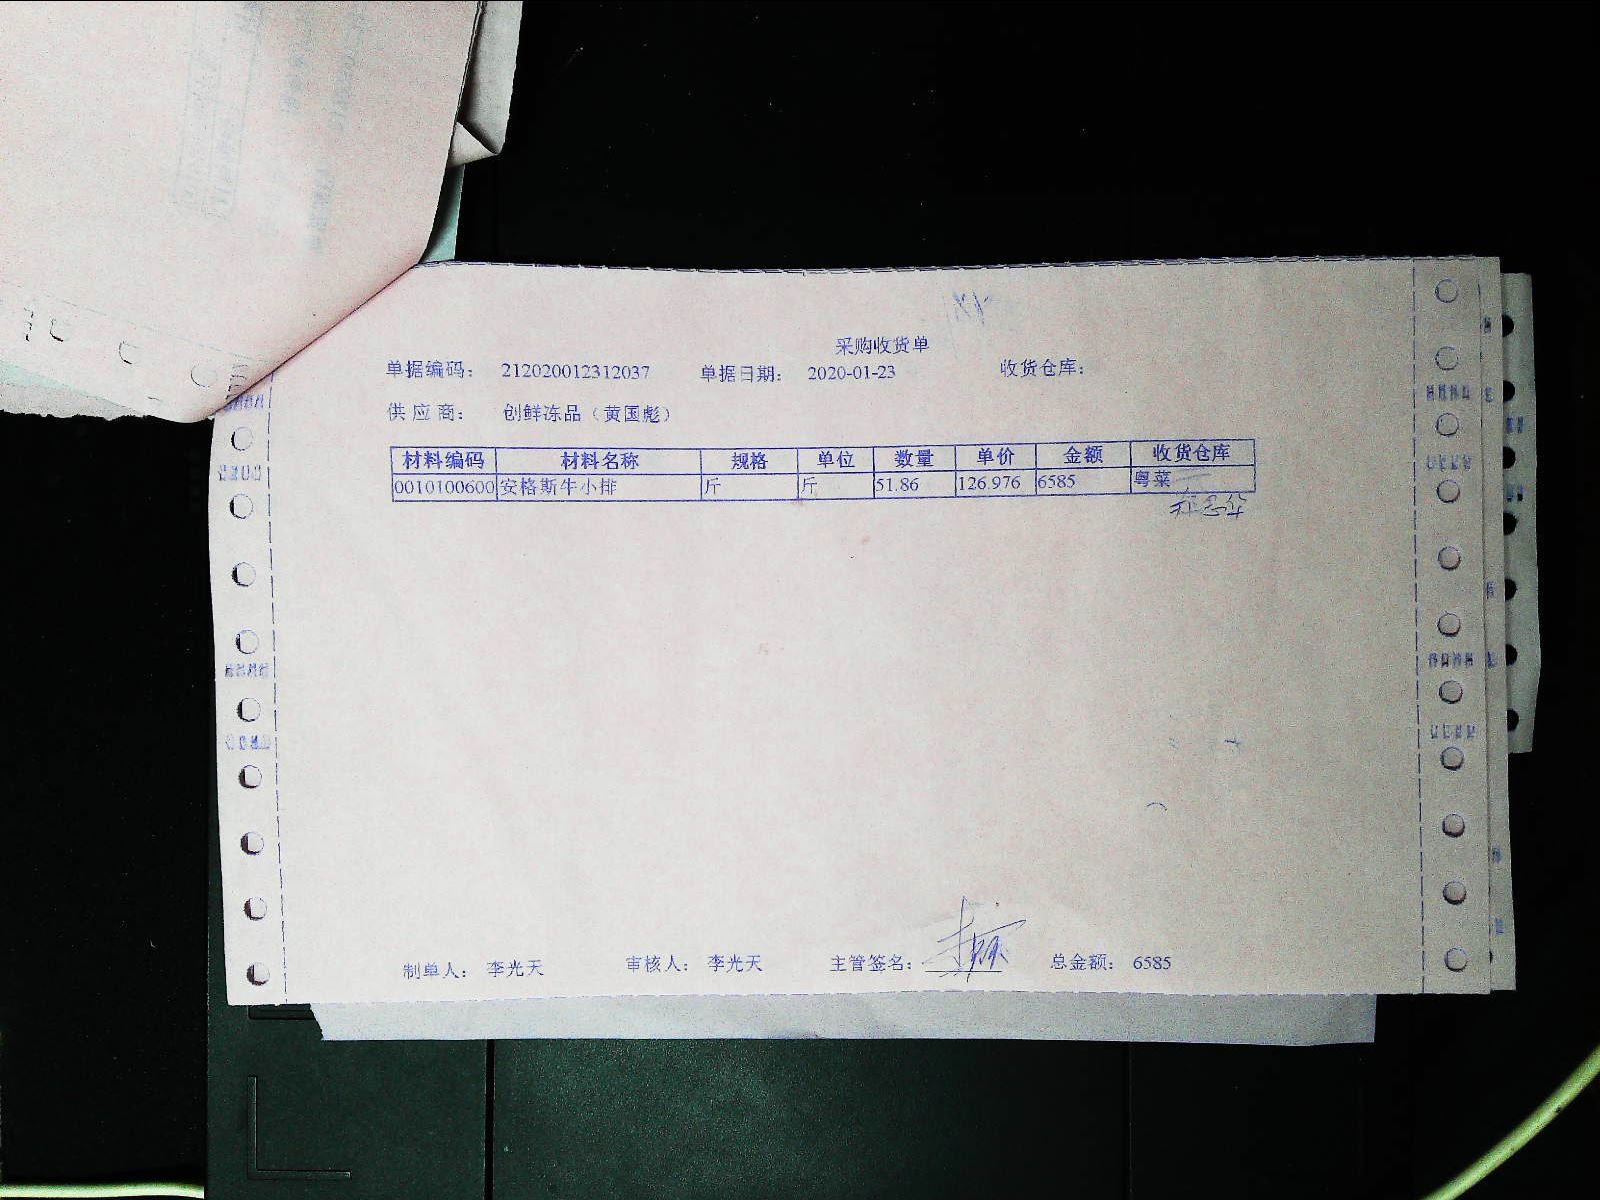 采购收货单
单据编码： 212020012312037 单据日期： 2020-01-23 收货仓库：
供应商： 创鲜冻品（黄国彪）
材料编码 材料名称 规格 单位 数量 单价 金额 收货仓库
0010100600 安格斯牛小排 斤 斤 51.86 126.976 6585 粤菜
制单人： 李光天 审核人： 李光天 主管签名： 总金额： 6585